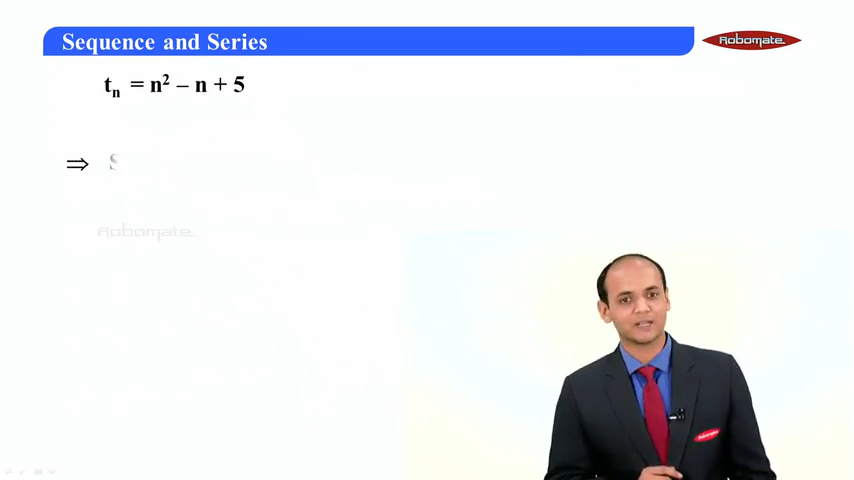 Sequence and Series
Robomate
tₙ = n² – n + 5
⇒ S
Robomate